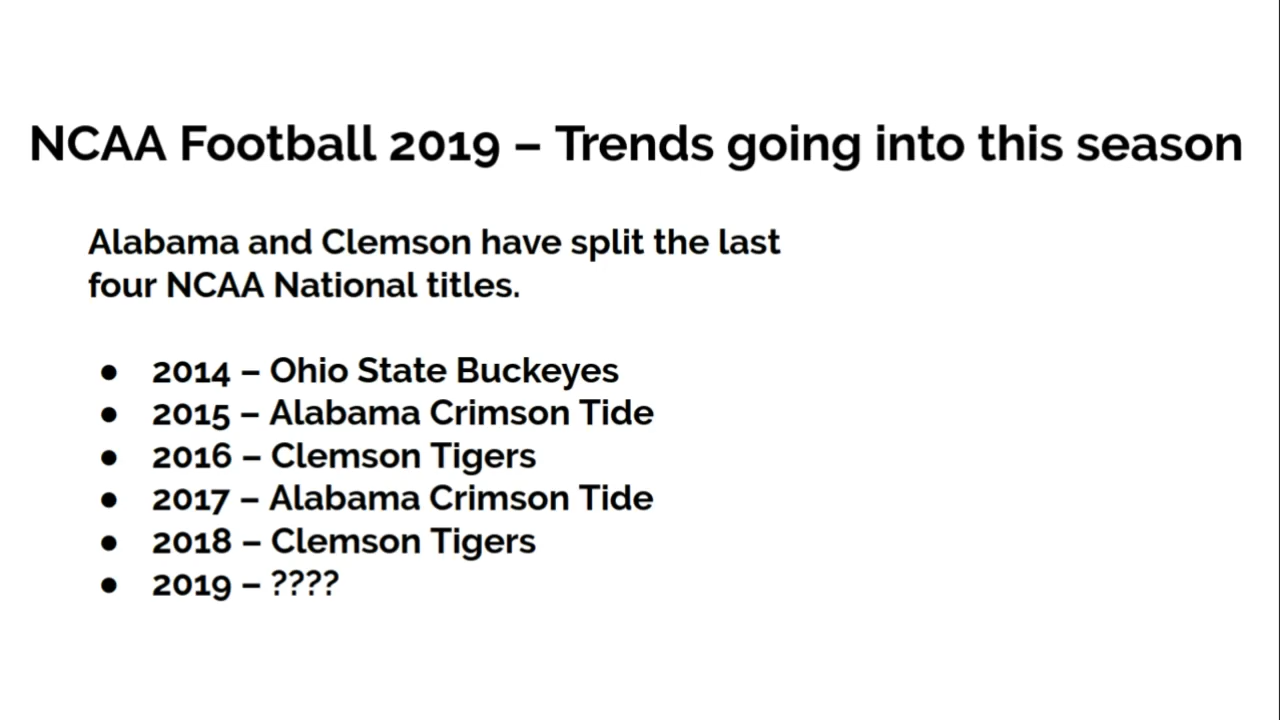 NCAA Football 2019 – Trends going into this season
Alabama and Clemson have split the last
four NCAA National titles.
● 2014 – Ohio State Buckeyes
● 2015 – Alabama Crimson Tide
● 2016 – Clemson Tigers
● 2017 – Alabama Crimson Tide
● 2018 – Clemson Tigers
● 2019 – ????